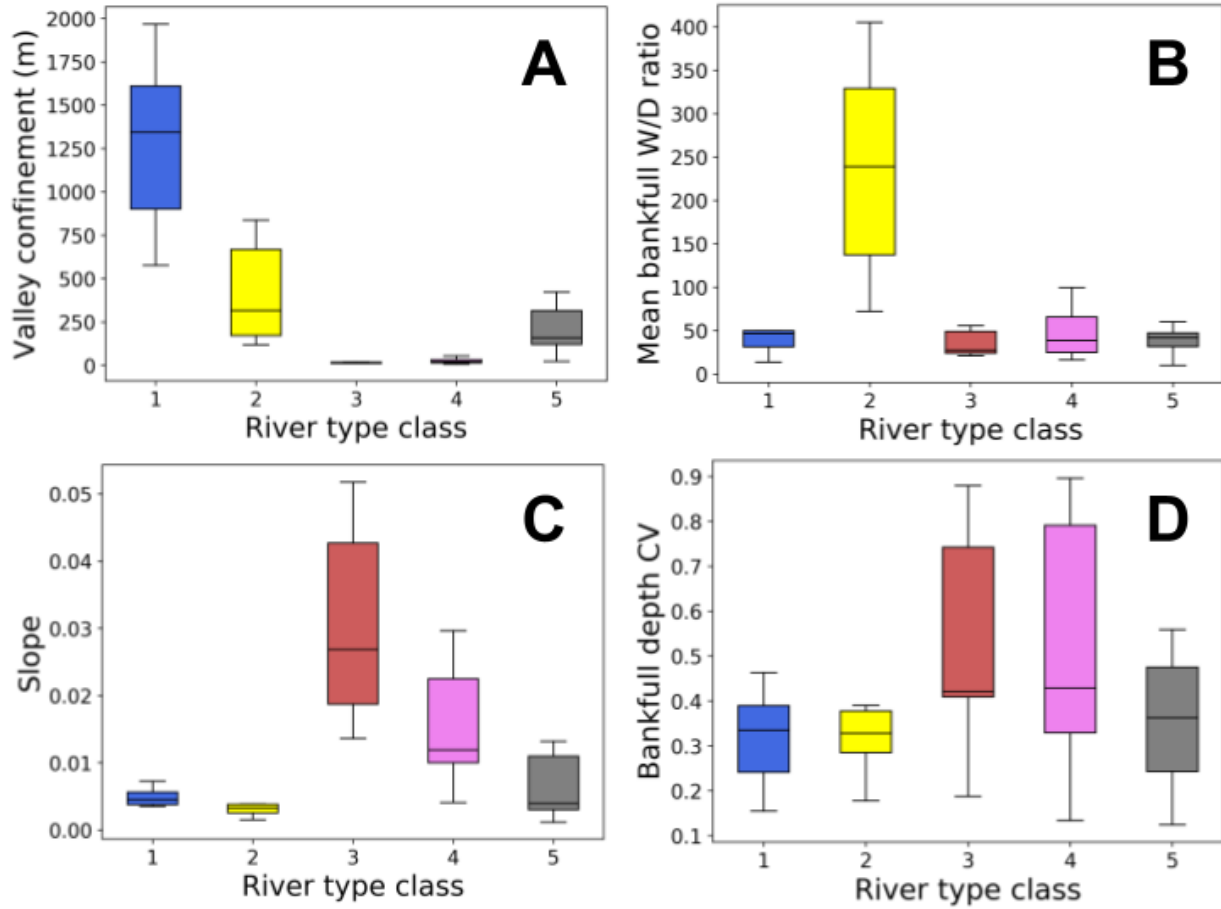 A
Valley confinement (m)
2000
1750
1500
1250
1000
750
500
250
0
1 2 3 4 5
River type class
B
Mean bankfull W/D ratio
400
350
300
250
200
150
100
50
0
1 2 3 4 5
River type class
C
Slope
0.05
0.04
0.03
0.02
0.01
0.00
1 2 3 4 5
River type class
D
Bankfull depth CV
0.9
0.8
0.7
0.6
0.5
0.4
0.3
0.2
0.1
1 2 3 4 5
River type class